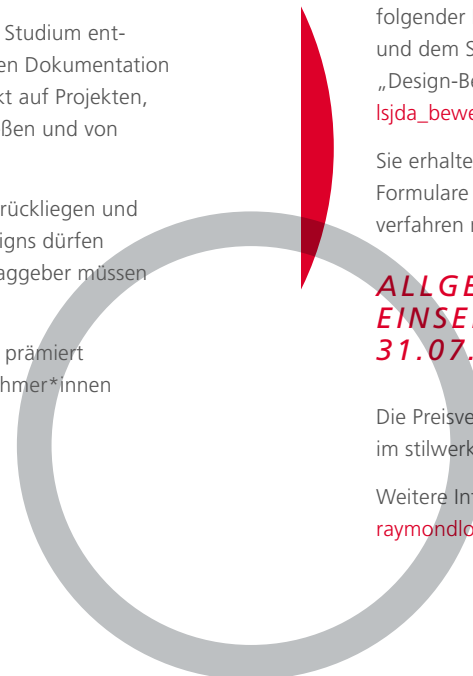 Studium ent-
en Dokumentation
kt auf Projekten,
ßen und von
rückliegen und
igns dürfen
aggeber müssen
prämiert
hmer*innen
folgender
und dem S
„Design-Be
lsjda_bewe
Sie erhalte
Formulare
verfahren
ALLGE
EINSE
31.07.
Die Preisve
im stilwerk
Weitere Inf
raymondlo